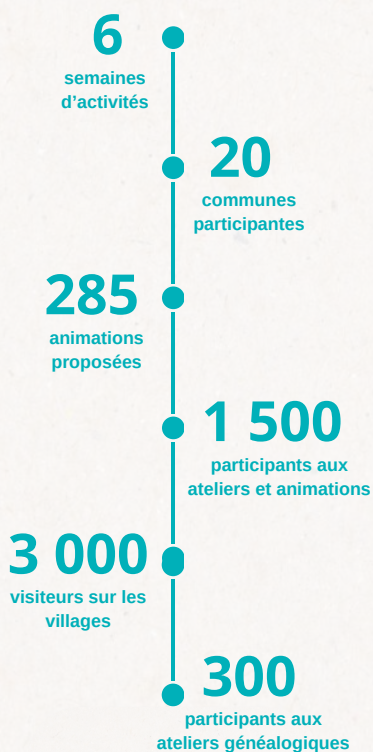 6
semaines
d'activités
20
communes
participantes
285
animations
proposées
1 500
participants aux
ateliers et animations
3 000
visiteurs sur les
villages
300
participants aux
ateliers généalogiques